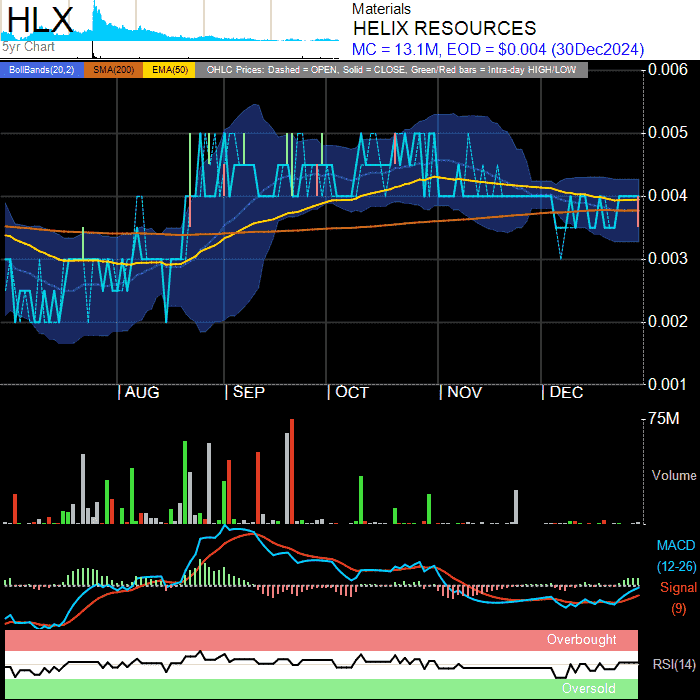 HLX
5yr Chart
Materials
HELIX RESOURCES
MC = 13.1M, EOD = $0.004 (30Dec2024)
BollBands(20,2) SMA(200) EMA(50) OHLC Prices: Dashed = OPEN, Solid = CLOSE, Green/Red bars = Intra-day HIGH/LOW
0.006
0.005
0.004
0.003
0.002
0.001
AUG SEP OCT NOV DEC
75M
Volume
MACD
(12-26)
Signal
(9)
Overbought
RSI(14)
Oversold